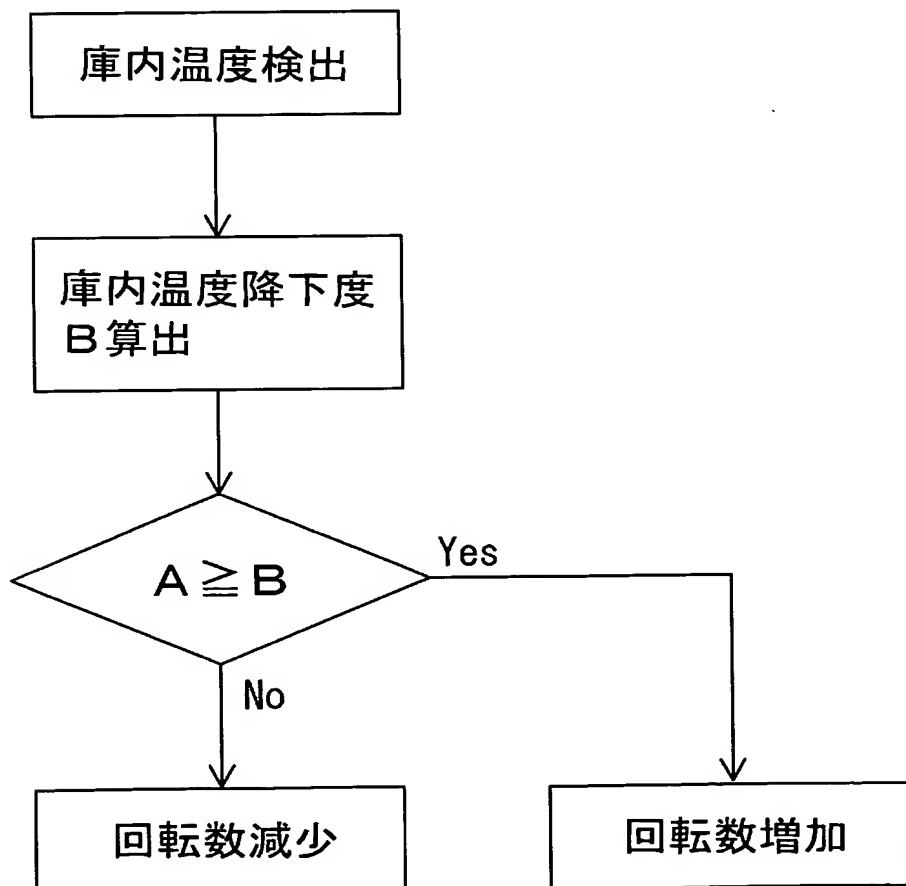 庫内温度検出
庫内温度降下度
B算出
A≧B
Yes
No
回転数減少
回転数増加